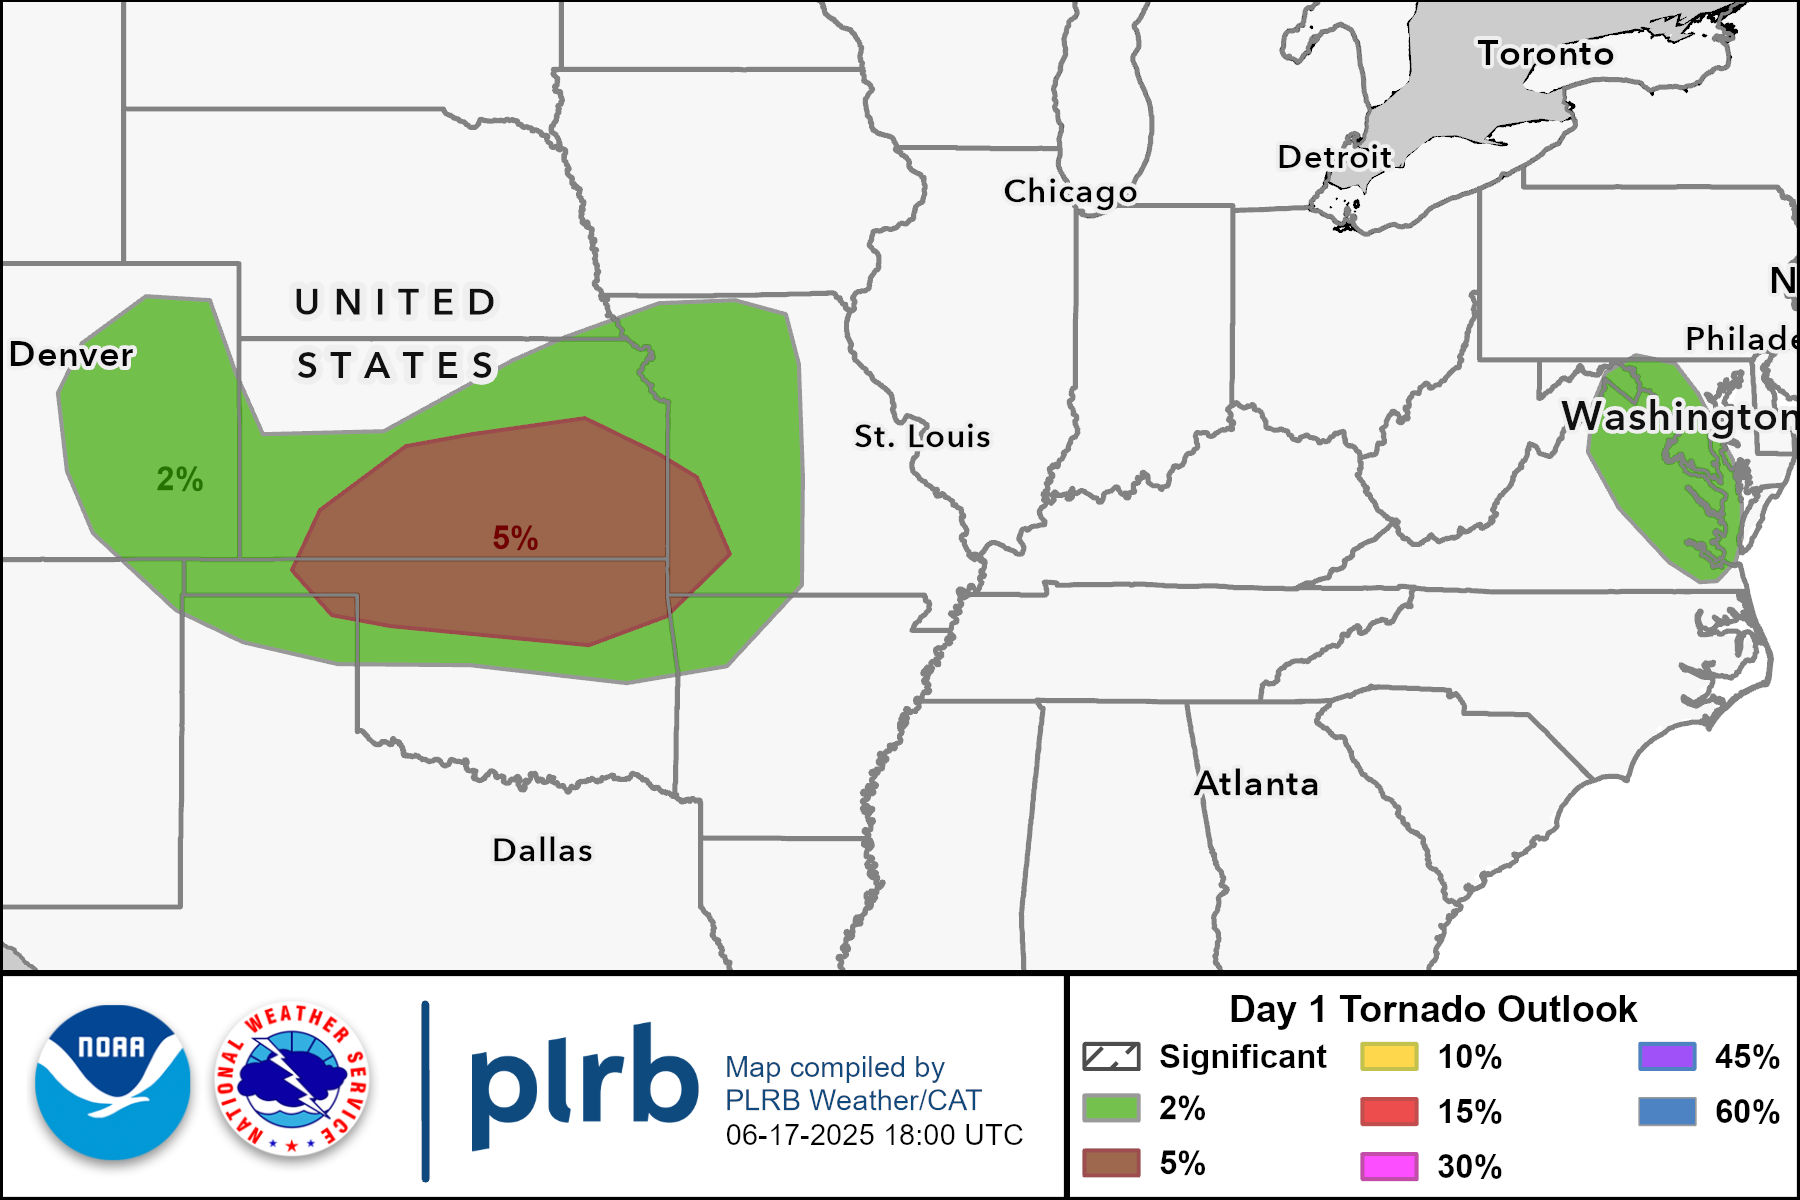 Toronto
Detroit
Chicago
N
UNITED
Philade
Denver
STATES
Washington
St. Louis
2%
5%
Atlanta
Dallas
NOAA
NATIONAL WEATHER SERVICE
plrb
Map compiled by
PLRB Weather/CAT
06-17-2025 18:00 UTC
Day 1 Tornado Outlook
Significant
2%
5%
10%
15%
30%
45%
60%